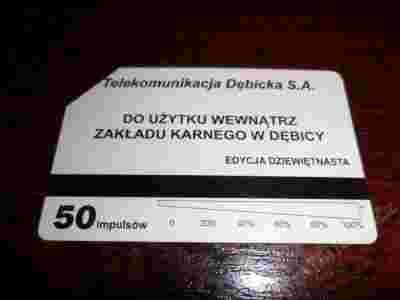 Telekomunikacja Dębicka S.A.
DO UŻYTKU WEWNĄTRZ
ZAKŁADU KARNEGO W DĘBICY
EDYCJA DZIEWIĘTNASTA
50 impulsów
0 20% 40% 60% 80% 100%